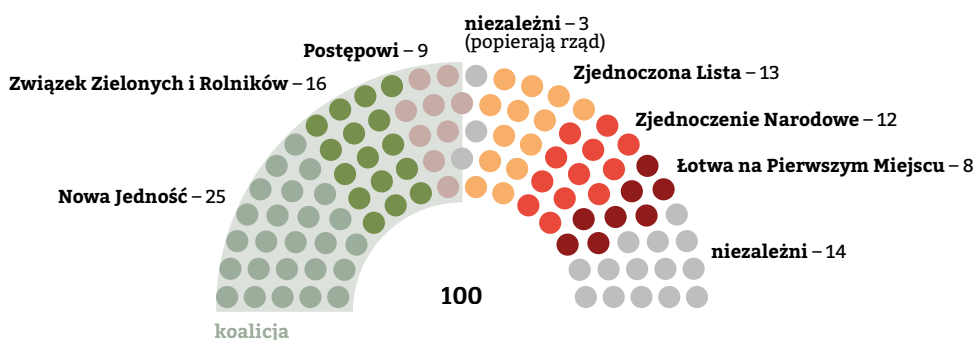 niezależni – 3
(popierają rząd)
Postępowi – 9
Zjednoczona Lista – 13
Związek Zielonych i Rolników – 16
Zjednoczenie Narodowe – 12
Łotwa na Pierwszym Miejscu – 8
Nowa Jedność – 25
niezależni – 14
100
koalicja